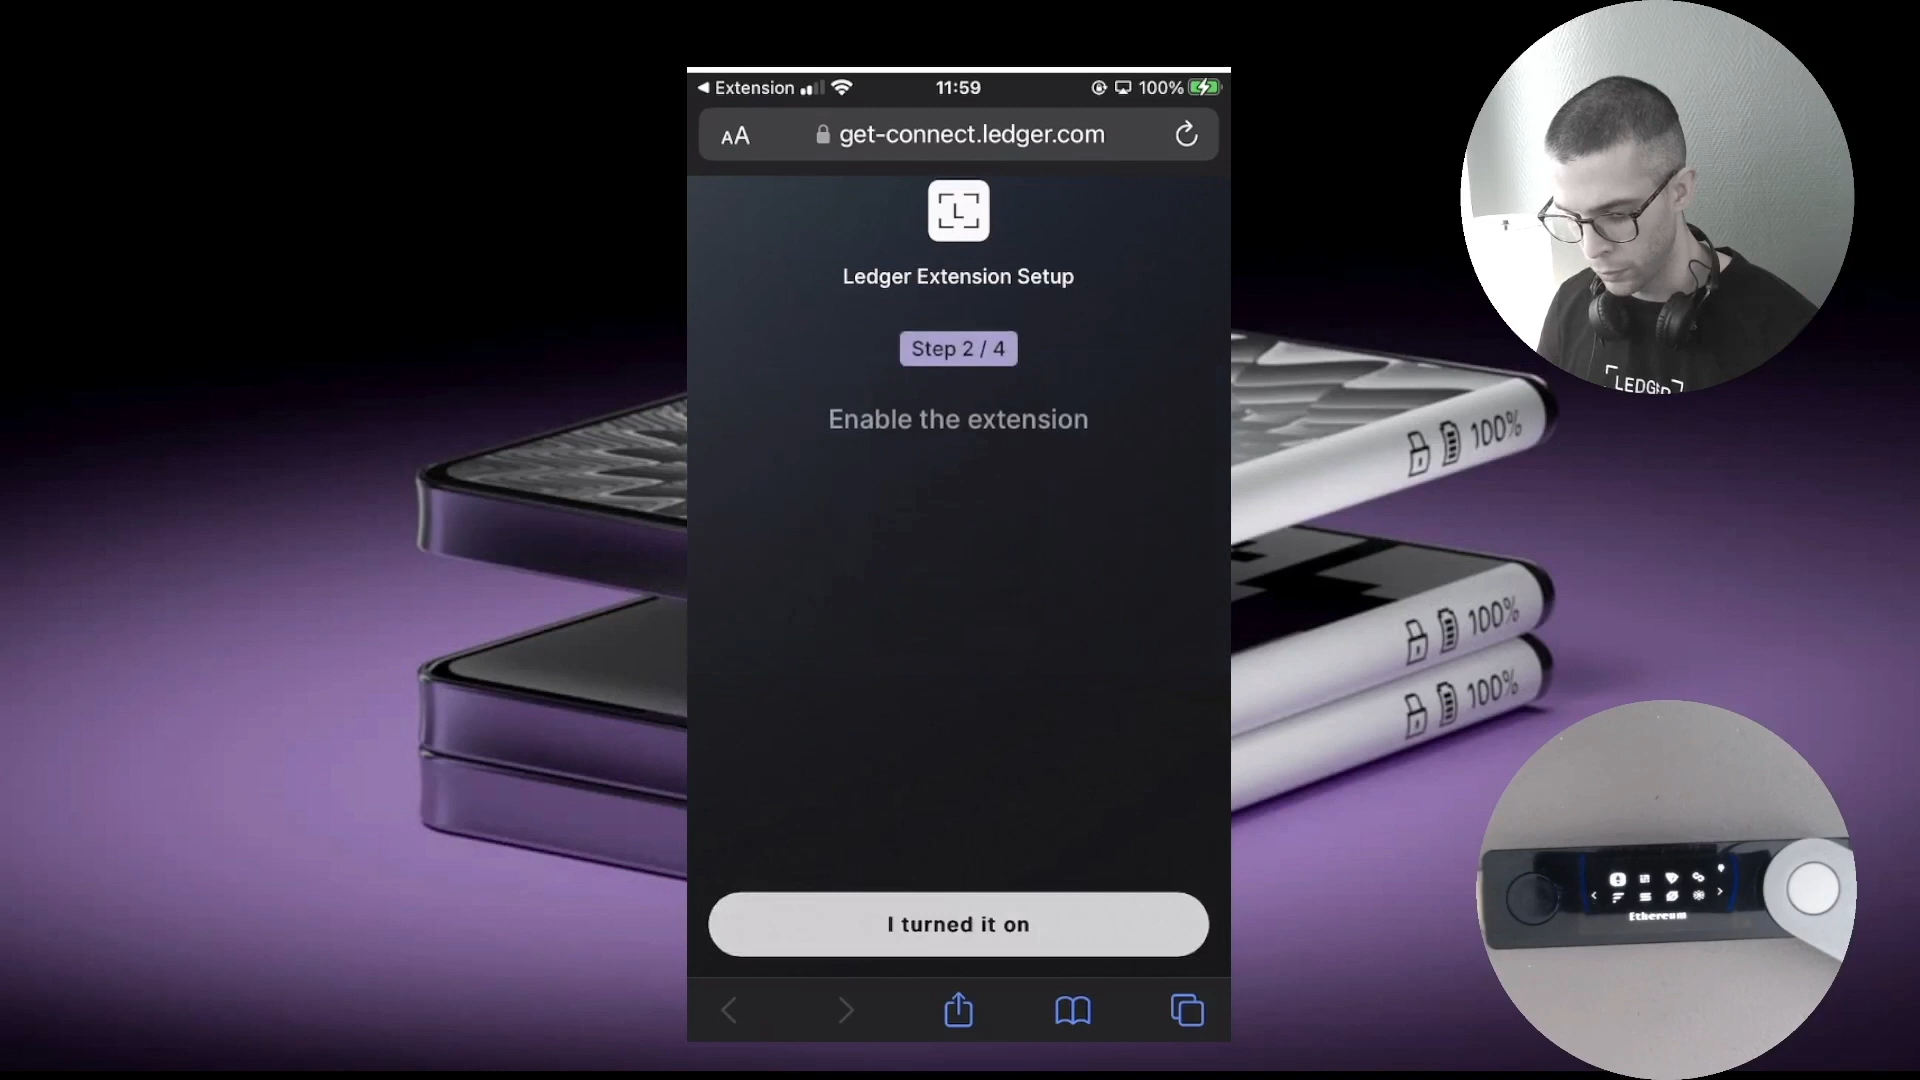 Extension
11:59
100%
AA
get-connect.ledger.com
L
Ledger Extension Setup
Step 2 / 4
Enable the extension
I turned it on
100%
100%
100%
LEDGER
Ethereum